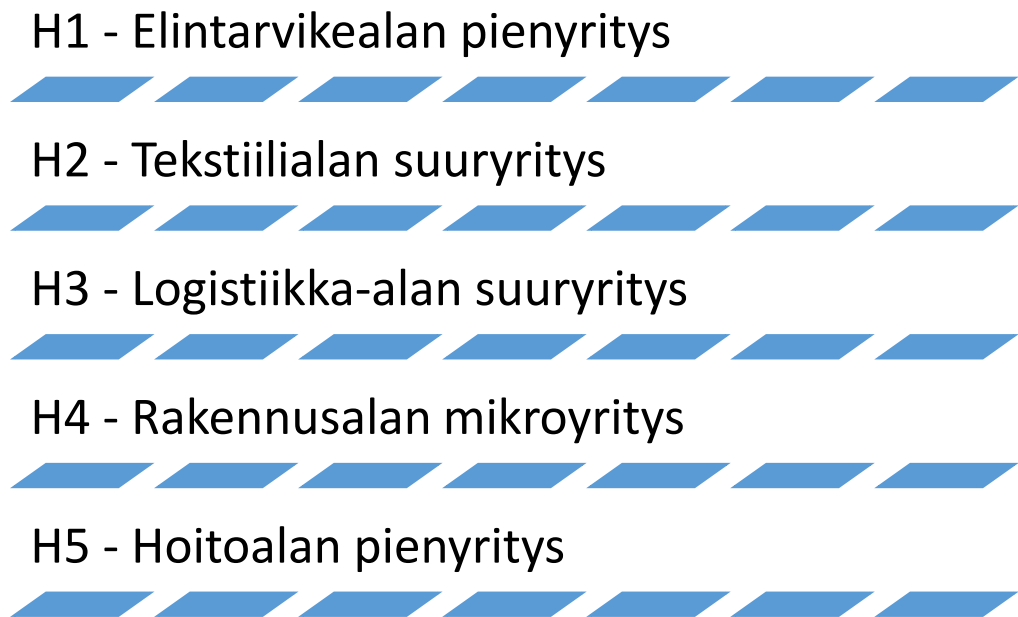 H1 - Elintarvikealan pienyritys
H2 - Tekstiilialan suuryritys
H3 - Logistiikka-alan suuryritys
H4 - Rakennusalan mikroyritys
H5 - Hoitoalan pienyritys